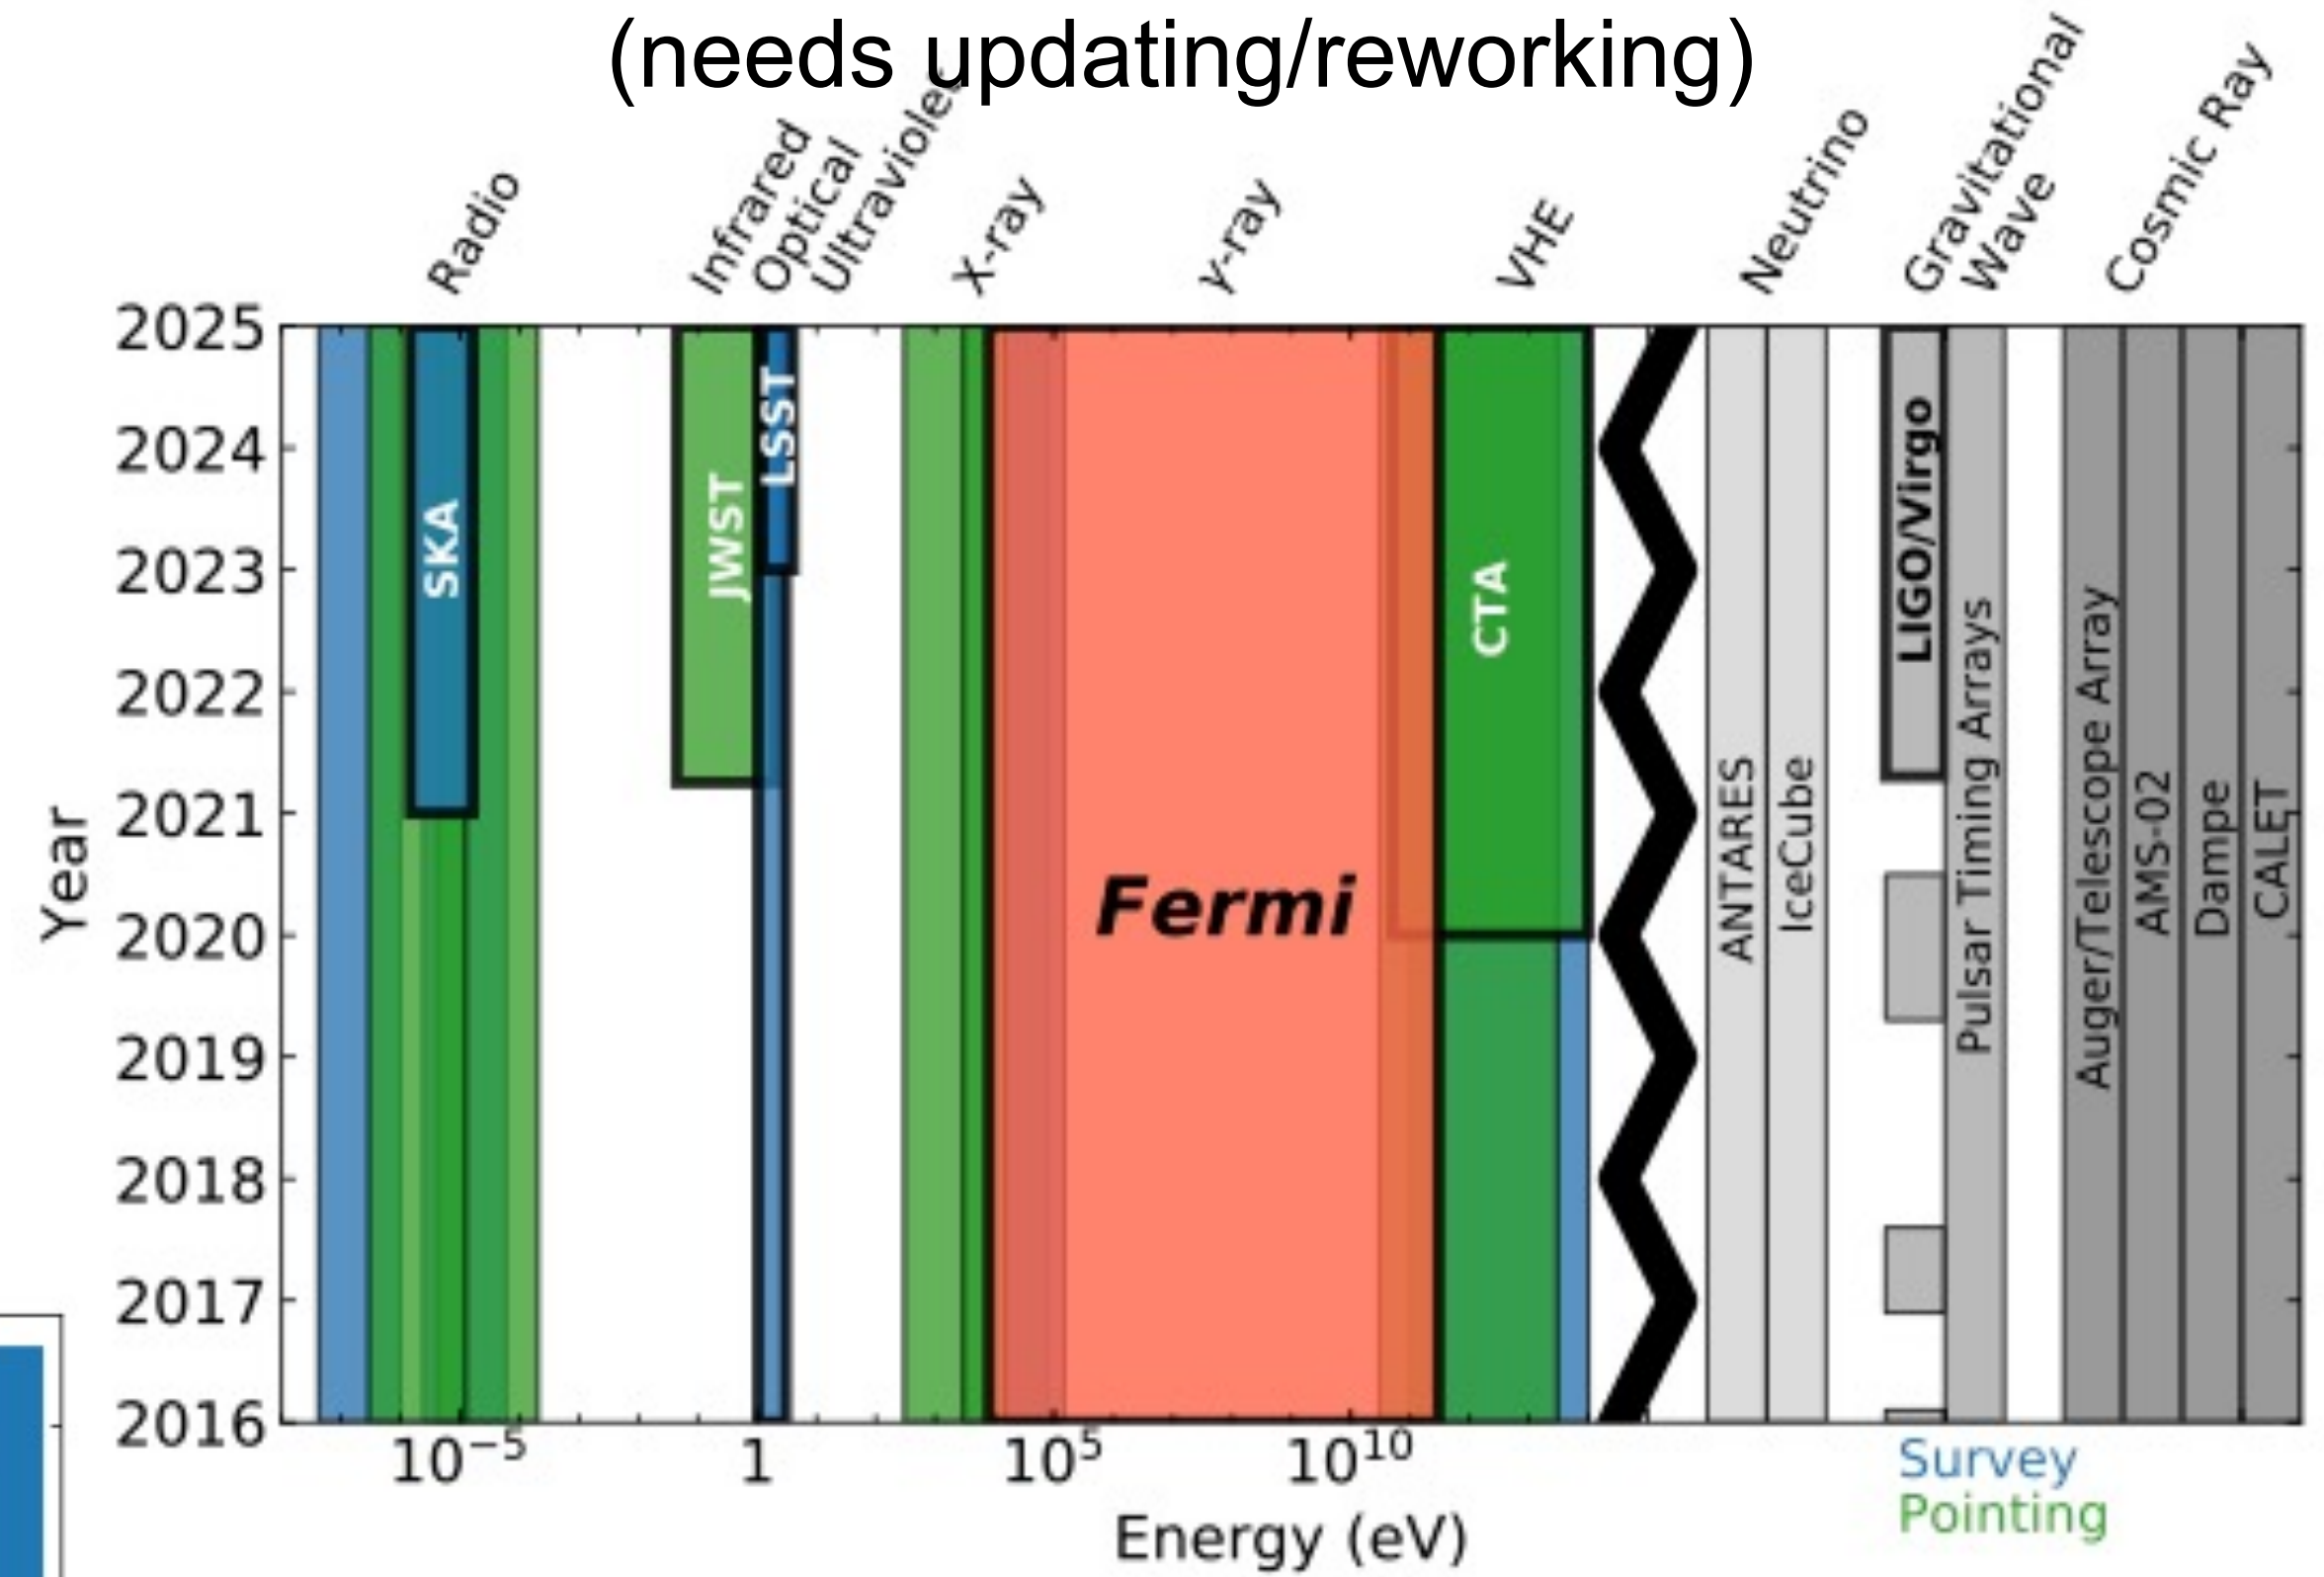 (needs updating/reworking)
Radio
Infrared
Optical
Ultraviolet
X-ray
γ-ray
VHE
Neutrino
Gravitational
Wave
Cosmic Ray
2025
2024
2023
2022
2021
2020
2019
2018
2017
2016
Year
SKA
JWST
LSST
Fermi
CTA
ANTARES
IceCube
LIGO/Virgo
Pulsar Timing Arrays
Auger/Telescope Array
AMS-02
Dampe
CALET
10⁻⁵
1
10⁵
10¹⁰
Energy (eV)
Survey
Pointing